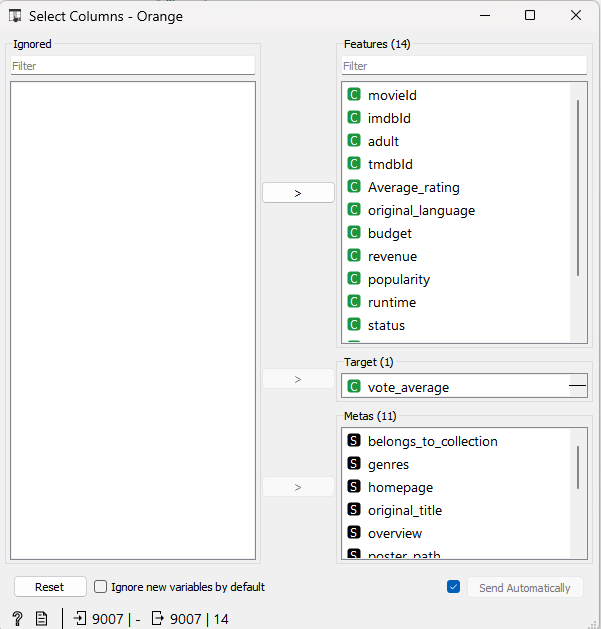 Select Columns - Orange
Ignored
Filter
>
>
>
Features (14)
Filter
C movieId
C imdbId
C adult
C tmdbId
C Average_rating
C original_language
C budget
C revenue
C popularity
C runtime
C status
Target (1)
C vote_average
Metas (11)
S belongs_to_collection
S genres
S homepage
S original_title
S overview
S poster_path
Reset
Ignore new variables by default
Send Automatically
? 9007 | - 9007 | 14